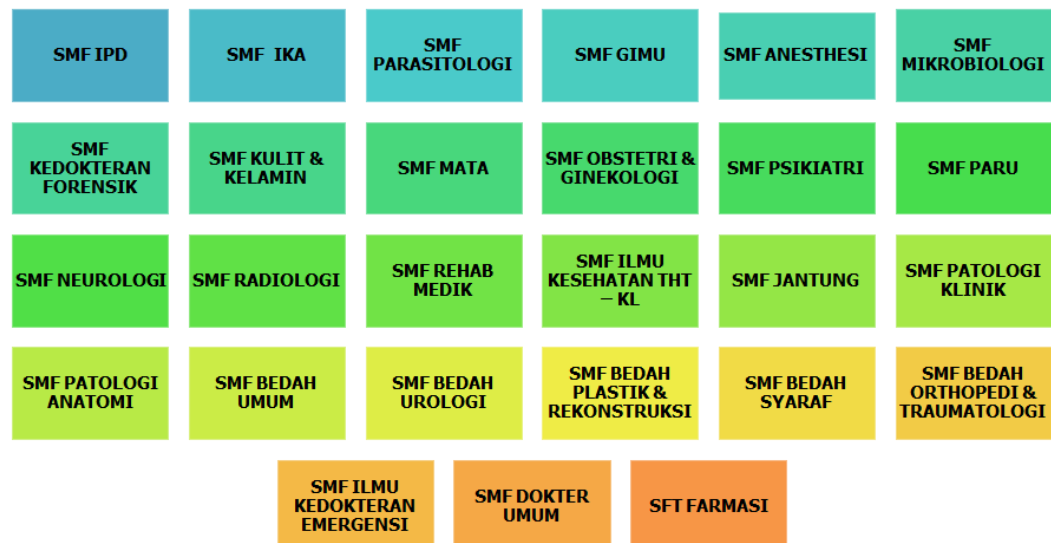 SMF IPD
SMF IKA
SMF
PARASITOLOGI
SMF GIMU
SMF ANESTHESI
SMF
MIKROBIOLOGI
SMF
KEDOKTERAN
FORENSIK
SMF KULIT &
KELAMIN
SMF MATA
SMF OBSTETRI &
GINEKOLOGI
SMF PSIKIATRI
SMF PARU
SMF NEUROLOGI
SMF RADIOLOGI
SMF REHAB
MEDIK
SMF ILMU
KESEHATAN THT
– KL
SMF JANTUNG
SMF PATOLOGI
KLINIK
SMF PATOLOGI
ANATOMI
SMF BEDAH
UMUM
SMF BEDAH
UROLOGI
SMF BEDAH
PLASTIK &
REKONSTRUKSI
SMF BEDAH
SYARAF
SMF BEDAH
ORTHOPEDI &
TRAUMATOLOGI
SMF ILMU
KEDOKTERAN
EMERGENSI
SMF DOKTER
UMUM
SFT FARMASI